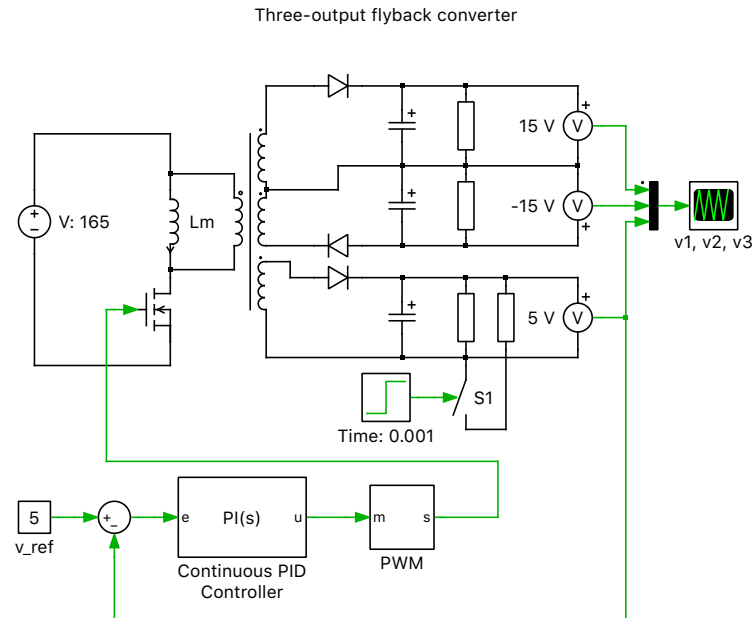 Three-output flyback converter
15 V
V
V: 165
Lm
-15 V
V
v1, v2, v3
5 V
V
S1
Time: 0.001
5
v_ref
e
PI(s)
u
m
s
Continuous PID
Controller
PWM